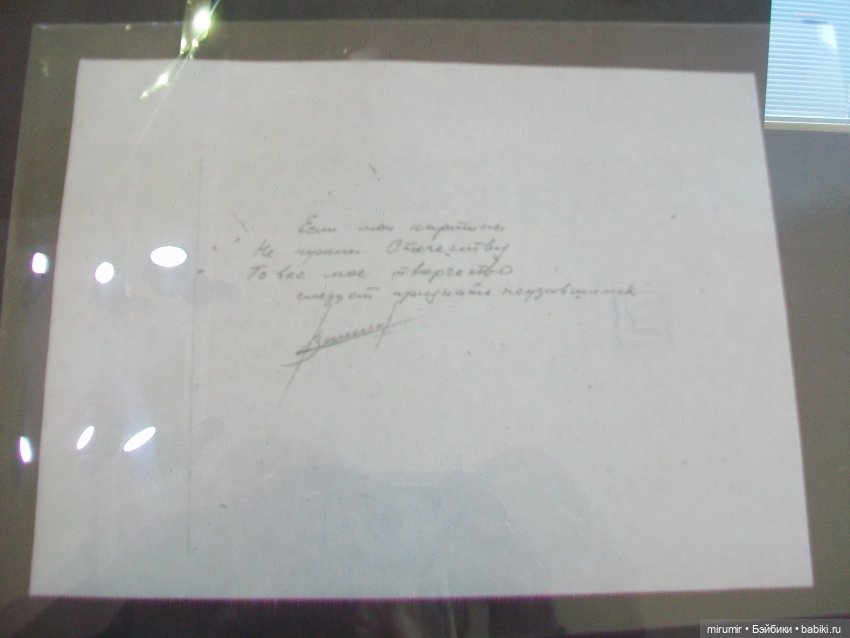 Если мои картины
Не нужны Отечеству
То все мое творчество
следует признать неудавшимся
mirumir • Бэйбики • babiki.ru